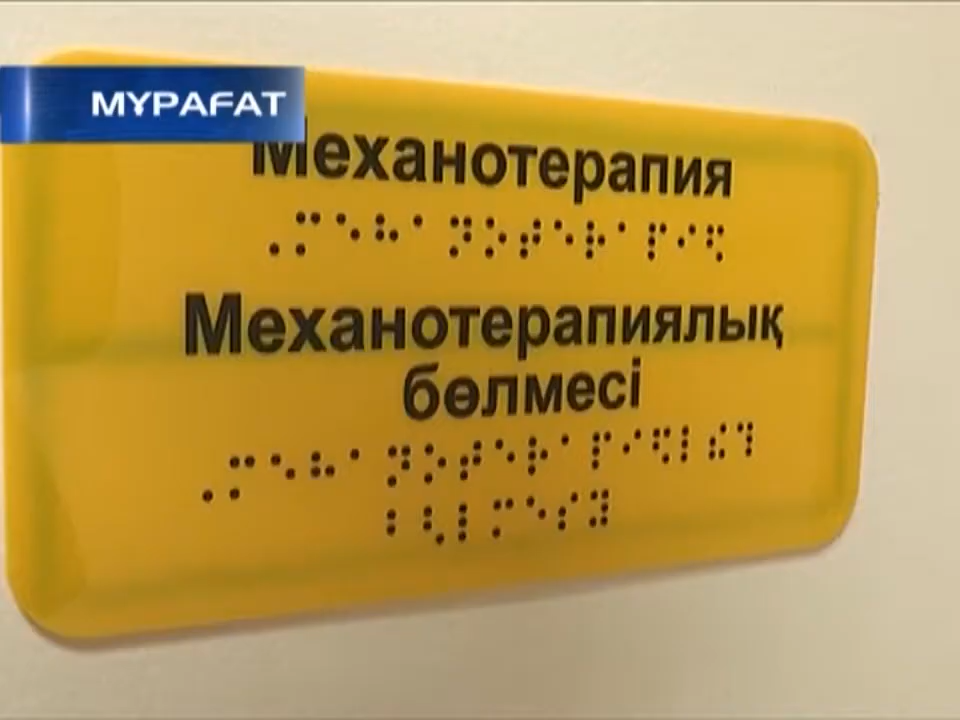 МҰРАҒАТ
Механотерапия
⠠⠍⠑⠓⠁⠝⠕⠞⠑⠗⠁⠏⠊⠫
Механотерапиялық
бөлмесі